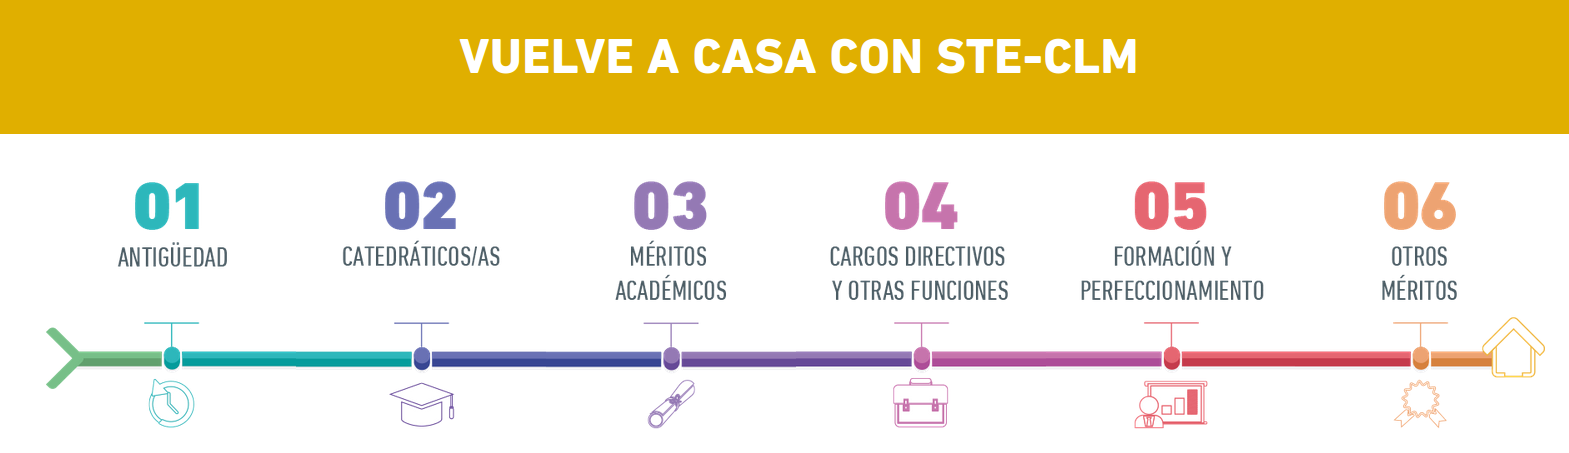 VUELVE A CASA CON STE-CLM
01
ANTIGÜEDAD
02
CATEDRÁTICOS/AS
03
MÉRITOS
ACADÉMICOS
04
CARGOS DIRECTIVOS
Y OTRAS FUNCIONES
05
FORMACIÓN Y
PERFECCIONAMIENTO
06
OTROS
MÉRITOS